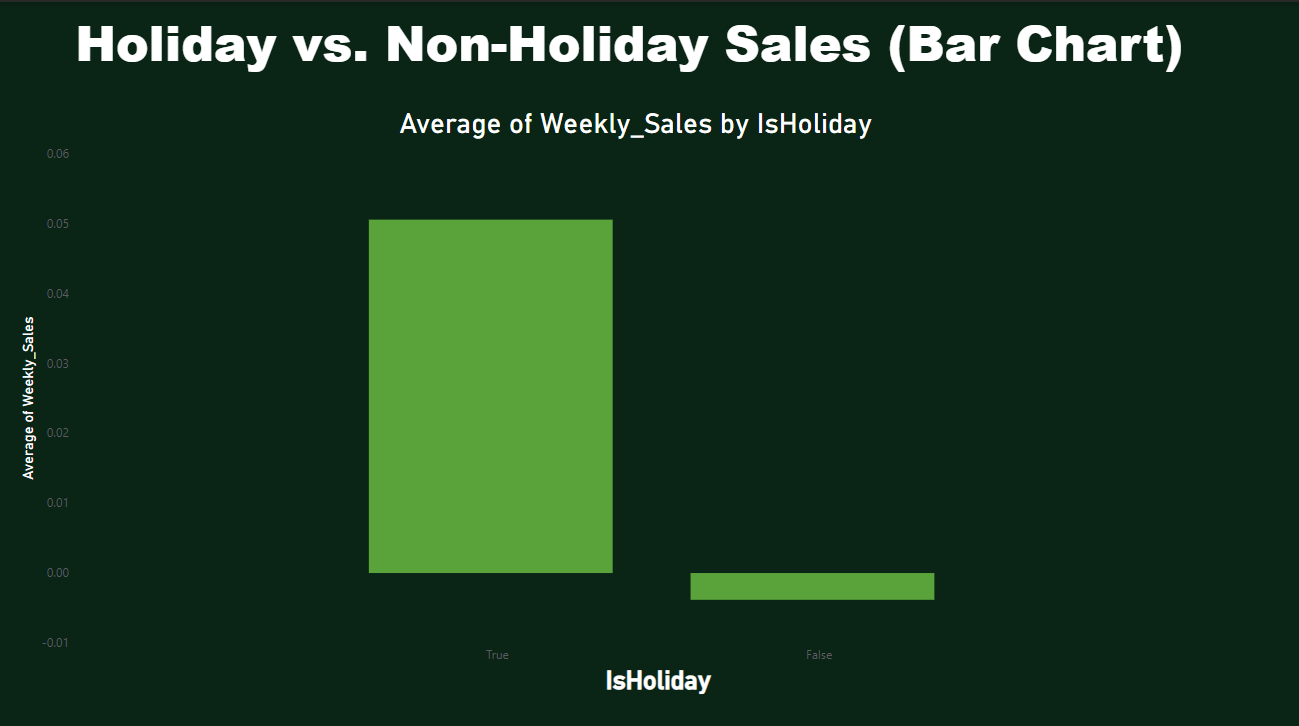 Holiday vs. Non-Holiday Sales (Bar Chart)
Average of Weekly_Sales by IsHoliday
0.06
0.05
0.04
0.03
0.02
0.01
0.00
-0.01
Average of Weekly_Sales
True
False
IsHoliday